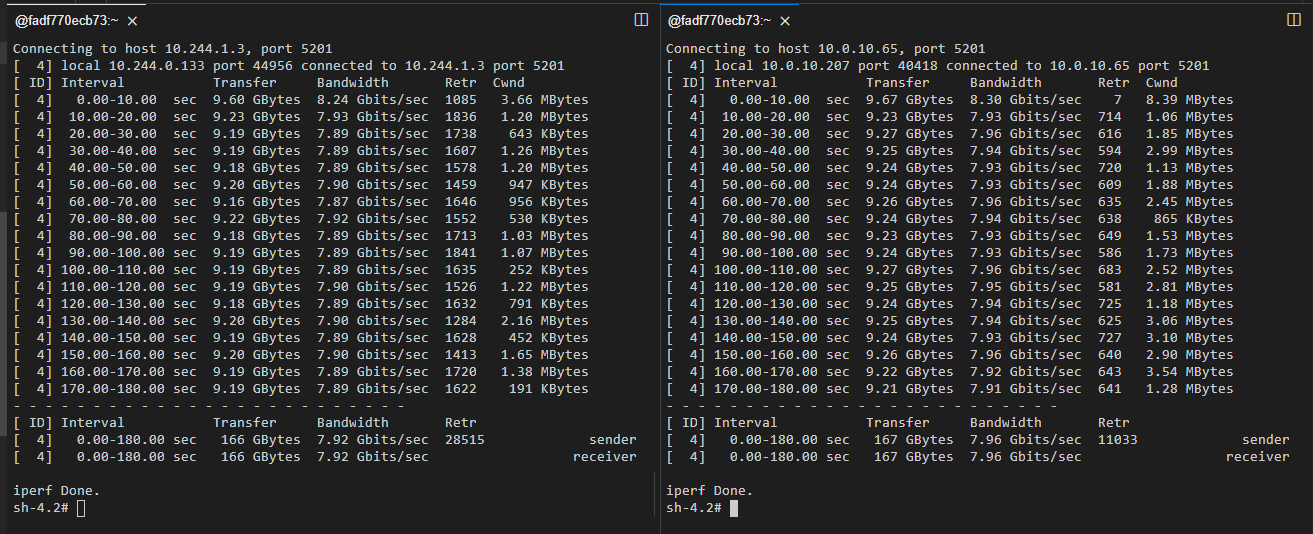 @fadf770ecb73:~ ×
Connecting to host 10.244.1.3, port 5201
[  4] local 10.244.0.133 port 44956 connected to 10.244.1.3 port 5201
[ ID] Interval           Transfer     Bandwidth       Retr  Cwnd
[  4]   0.00-10.00  sec  9.60 GBytes  8.24 Gbits/sec  1085   3.66 MBytes
[  4]  10.00-20.00  sec  9.23 GBytes  7.93 Gbits/sec  1836   1.20 MBytes
[  4]  20.00-30.00  sec  9.19 GBytes  7.89 Gbits/sec  1738    643 KBytes
[  4]  30.00-40.00  sec  9.19 GBytes  7.89 Gbits/sec  1607   1.26 MBytes
[  4]  40.00-50.00  sec  9.18 GBytes  7.89 Gbits/sec  1578   1.20 MBytes
[  4]  50.00-60.00  sec  9.20 GBytes  7.90 Gbits/sec  1459    947 KBytes
[  4]  60.00-70.00  sec  9.16 GBytes  7.87 Gbits/sec  1646    956 KBytes
[  4]  70.00-80.00  sec  9.22 GBytes  7.92 Gbits/sec  1552    530 KBytes
[  4]  80.00-90.00  sec  9.18 GBytes  7.89 Gbits/sec  1713   1.03 MBytes
[  4]  90.00-100.00 sec  9.19 GBytes  7.89 Gbits/sec  1841   1.07 MBytes
[  4] 100.00-110.00 sec  9.19 GBytes  7.89 Gbits/sec  1635    252 KBytes
[  4] 110.00-120.00 sec  9.19 GBytes  7.90 Gbits/sec  1526   1.22 MBytes
[  4] 120.00-130.00 sec  9.18 GBytes  7.89 Gbits/sec  1632    791 KBytes
[  4] 130.00-140.00 sec  9.20 GBytes  7.90 Gbits/sec  1284   2.16 MBytes
[  4] 140.00-150.00 sec  9.19 GBytes  7.89 Gbits/sec  1628    452 KBytes
[  4] 150.00-160.00 sec  9.20 GBytes  7.90 Gbits/sec  1413   1.65 MBytes
[  4] 160.00-170.00 sec  9.19 GBytes  7.89 Gbits/sec  1720   1.38 MBytes
[  4] 170.00-180.00 sec  9.19 GBytes  7.89 Gbits/sec  1622    191 KBytes
- - - - - - - - - - - - - - - - - - - - - - - - -
[ ID] Interval           Transfer     Bandwidth       Retr
[  4]   0.00-180.00 sec   166 GBytes  7.92 Gbits/sec  28515             sender
[  4]   0.00-180.00 sec   166 GBytes  7.92 Gbits/sec                  receiver
iperf Done.
sh-4.2#
@fadf770ecb73:~ ×
Connecting to host 10.0.10.65, port 5201
[  4] local 10.0.10.207 port 40418 connected to 10.0.10.65 port 5201
[ ID] Interval           Transfer     Bandwidth       Retr  Cwnd
[  4]   0.00-10.00  sec  9.67 GBytes  8.30 Gbits/sec    7   8.39 MBytes
[  4]  10.00-20.00  sec  9.23 GBytes  7.93 Gbits/sec  714   1.06 MBytes
[  4]  20.00-30.00  sec  9.27 GBytes  7.96 Gbits/sec  616   1.85 MBytes
[  4]  30.00-40.00  sec  9.25 GBytes  7.94 Gbits/sec  594   2.99 MBytes
[  4]  40.00-50.00  sec  9.24 GBytes  7.93 Gbits/sec  720   1.13 MBytes
[  4]  50.00-60.00  sec  9.24 GBytes  7.93 Gbits/sec  609   1.88 MBytes
[  4]  60.00-70.00  sec  9.26 GBytes  7.96 Gbits/sec  635   2.45 MBytes
[  4]  70.00-80.00  sec  9.24 GBytes  7.94 Gbits/sec  638    865 KBytes
[  4]  80.00-90.00  sec  9.23 GBytes  7.93 Gbits/sec  649   1.53 MBytes
[  4]  90.00-100.00 sec  9.24 GBytes  7.93 Gbits/sec  586   1.73 MBytes
[  4] 100.00-110.00 sec  9.27 GBytes  7.96 Gbits/sec  683   2.52 MBytes
[  4] 110.00-120.00 sec  9.25 GBytes  7.95 Gbits/sec  581   2.81 MBytes
[  4] 120.00-130.00 sec  9.24 GBytes  7.94 Gbits/sec  725   1.18 MBytes
[  4] 130.00-140.00 sec  9.25 GBytes  7.94 Gbits/sec  625   3.06 MBytes
[  4] 140.00-150.00 sec  9.24 GBytes  7.93 Gbits/sec  727   3.10 MBytes
[  4] 150.00-160.00 sec  9.26 GBytes  7.96 Gbits/sec  640   2.90 MBytes
[  4] 160.00-170.00 sec  9.22 GBytes  7.92 Gbits/sec  643   3.54 MBytes
[  4] 170.00-180.00 sec  9.21 GBytes  7.91 Gbits/sec  641   1.28 MBytes
- - - - - - - - - - - - - - - - - - - - - - - - -
[ ID] Interval           Transfer     Bandwidth       Retr
[  4]   0.00-180.00 sec   167 GBytes  7.96 Gbits/sec  11033             sender
[  4]   0.00-180.00 sec   167 GBytes  7.96 Gbits/sec                  receiver
iperf Done.
sh-4.2#